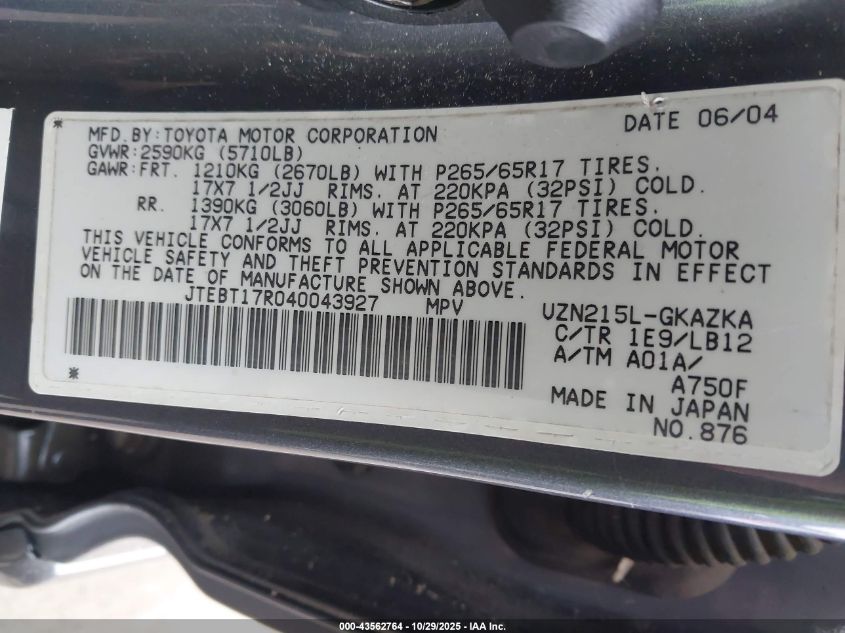 * MFD.BY:TOYOTA MOTOR CORPORATION DATE 06/04
GVWR:2590KG (5710LB)
GAWR:FRT. 1210KG (2670LB) WITH P265/65R17 TIRES.
17X7 1/2JJ RIMS. AT 220KPA (32PSI) COLD.
RR. 1390KG (3060LB) WITH P265/65R17 TIRES.
17X7 1/2JJ RIMS. AT 220KPA (32PSI) COLD.
THIS VEHICLE CONFORMS TO ALL APPLICABLE FEDERAL MOTOR
VEHICLE SAFETY AND THEFT PREVENTION STANDARDS IN EFFECT
ON THE DATE OF MANUFACTURE SHOWN ABOVE.
JTEBT17R040043927 MPV UZN215L-GKAZKA
C/TR 1E9/LB12
A/TM A01A/
A750F
* MADE IN JAPAN
NO.876
000-43562764 - 10/29/2025 - IAA Inc.